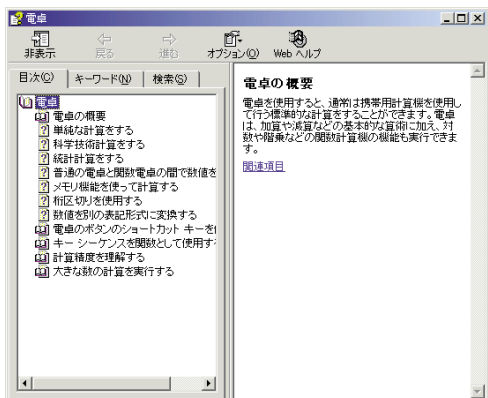 電卓
非表示
戻る
進む
オプション(O)
Web ヘルプ
目次(C)
キーワード(N)
検索(S)
電卓
電卓の概要
単純な計算をする
科学技術計算をする
統計計算をする
普通の電卓と関数電卓の間で数値を
メモリ機能を使って計算する
桁区切りを使用する
数値を別の表記形式に変換する
電卓のボタンのショートカット キーを
キー シーケンスを関数として使用す
計算精度を理解する
大きな数の計算を実行する
電卓の概要
電卓を使用すると、通常は携帯用計算機を使用し
て行う標準的な計算をすることができます。電卓
は、加算や減算などの基本的な算術に加え、対
数や階乗などの関数計算機の機能も実行できま
す。
関連項目